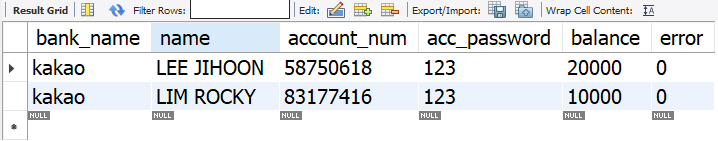 Result Grid Filter Rows: Edit: Export/Import: Wrap Cell Content:
bank_name name account_num acc_password balance error
kakao LEE JIHOON 58750618 123 20000 0
kakao LIM ROCKY 83177416 123 10000 0
NULL NULL NULL NULL NULL NULL